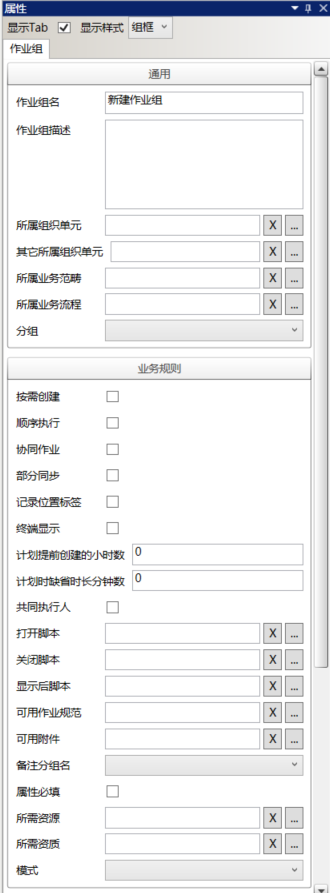 属性
显示Tab 显示样式 组框
作业组
通用
作业组名 新建作业组
作业组描述
所属组织单元 X ...
其它所属组织单元 X ...
所属业务范畴 X ...
所属业务流程 X ...
分组
业务规则
按需创建
顺序执行
协同作业
部分同步
记录位置标签
终端显示
计划提前创建的小时数 0
计划时缺省时长分钟数 0
共同执行人
打开脚本 X ...
关闭脚本 X ...
显示后脚本 X ...
可用作业规范 X ...
可用附件 X ...
备注分组名
属性必填
所需资源 X ...
所需资质 X ...
模式